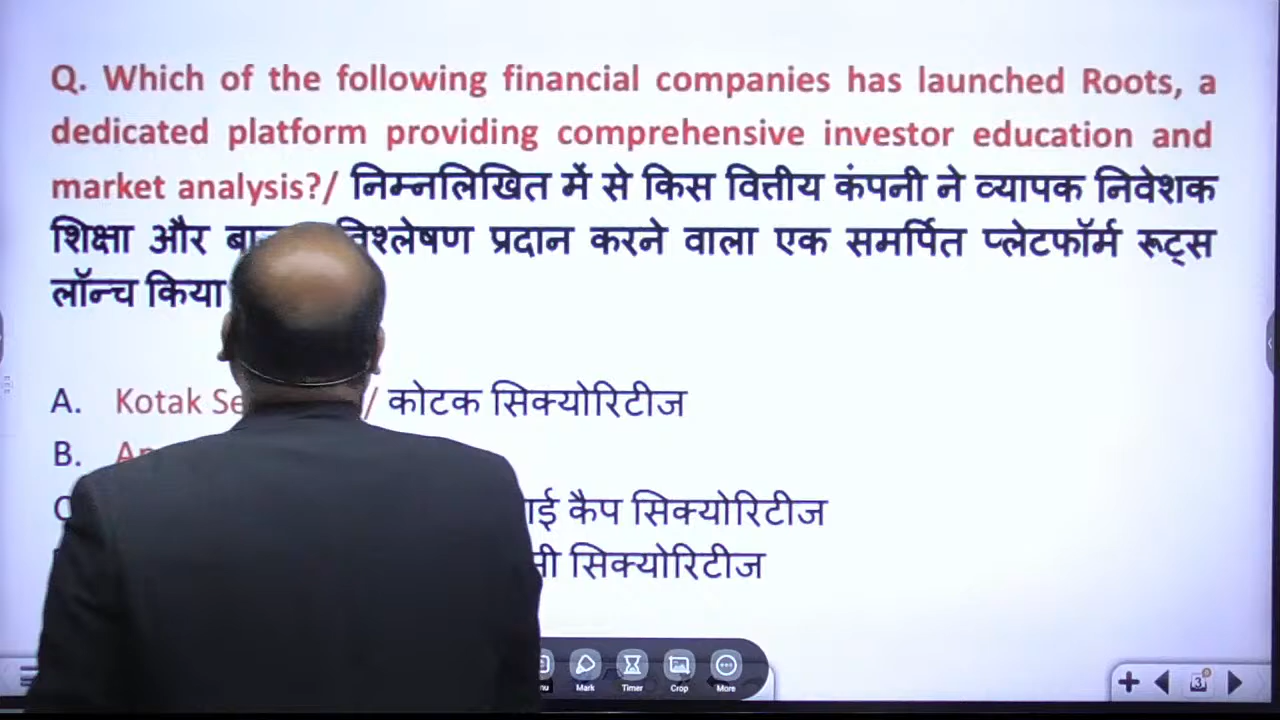 Q. Which of the following financial companies has launched Roots, a
dedicated platform providing comprehensive investor education and
market analysis?/ निम्नलिखित में से किस वित्तीय कंपनी ने व्यापक निवेशक
शिक्षा और विश्लेषण प्रदान करने वाला एक समर्पित प्लेटफॉर्म रूट्स
लॉन्च किया
A. Kotak / कोटक सिक्योरिटीज
B.
कैप सिक्योरिटीज
सिक्योरिटीज
Mark Timer Crop More
3